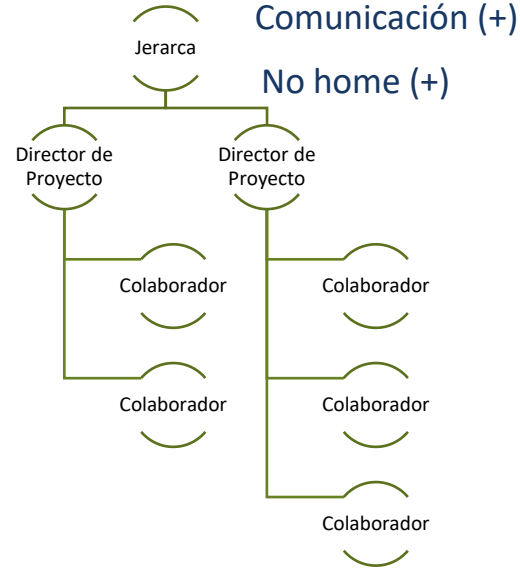 Comunicación (+)
Jerarca
No home (+)
Director de
Proyecto
Director de
Proyecto
Colaborador
Colaborador
Colaborador
Colaborador
Colaborador